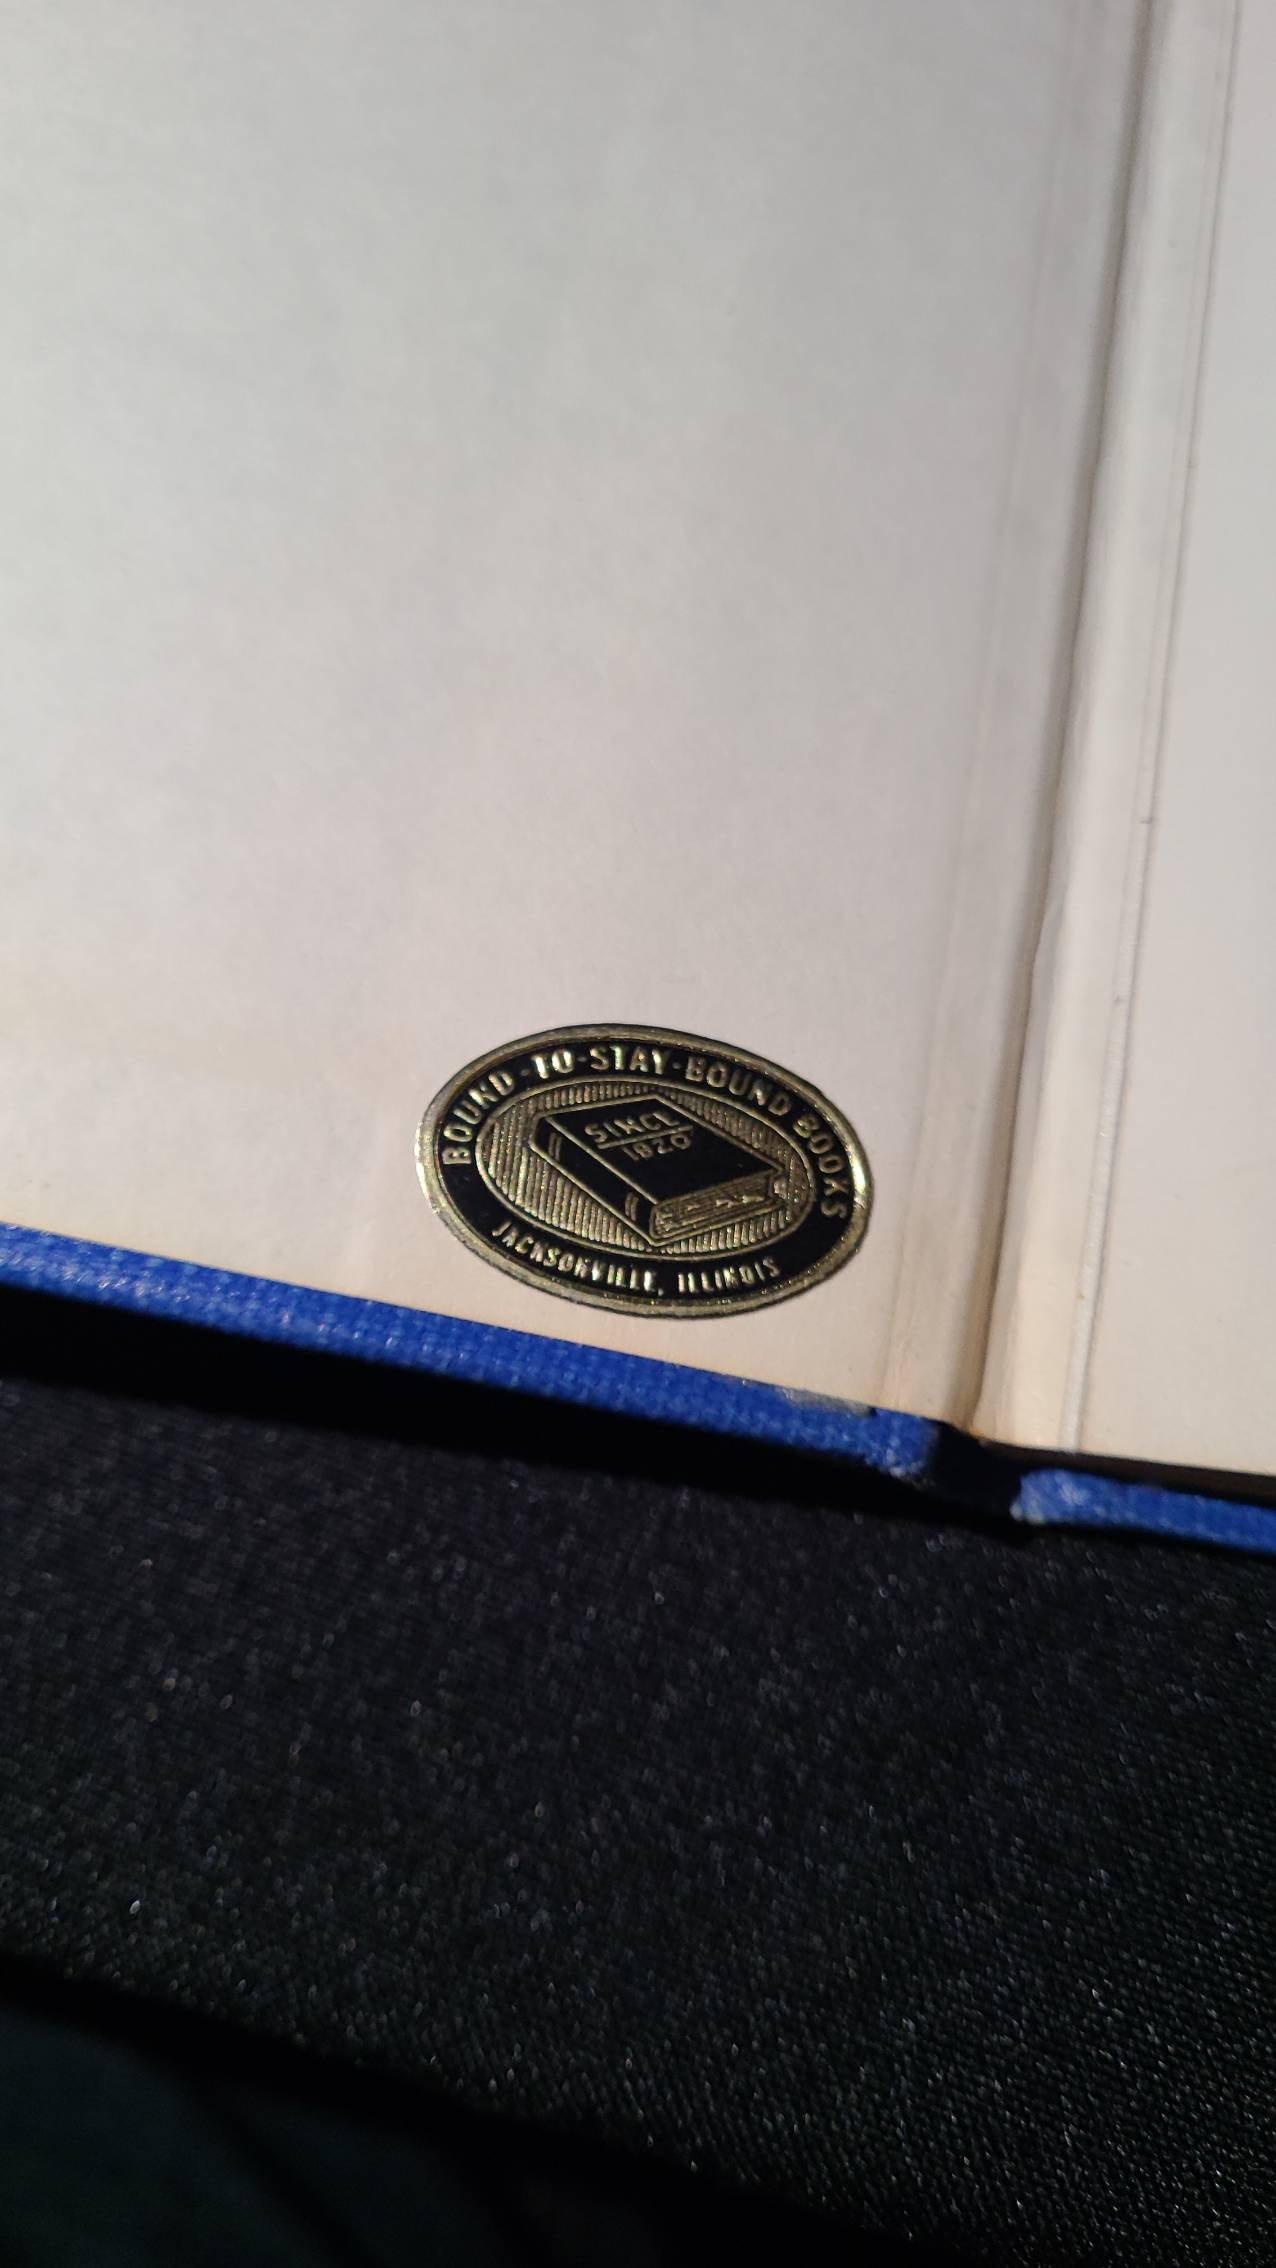 BOUND-TO-STAY-BOUND BOOKS
SINCE
1920
JACKSONVILLE, ILLINOIS